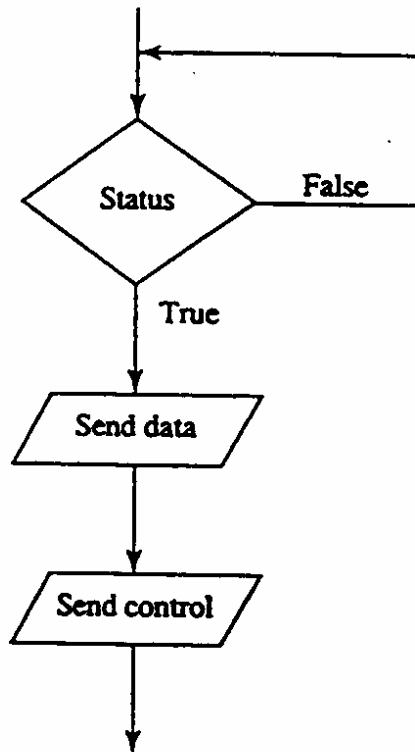 Status
False
True
Send data
Send control